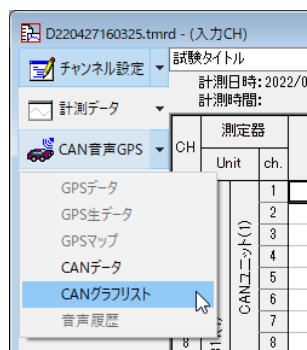 D220427160325.tmrd - (入力CH)
チャンネル設定
試験タイトル
計測日時: 2022/0
計測時間:
計測データ
CAN音声GPS
CH
測定器
Unit
ch.
GPSデータ
GPS生データ
GPSマップ
CANデータ
CANグラフリスト
音声履歴
CANユニット(1)
1
2
3
4
5
6
7
8
8